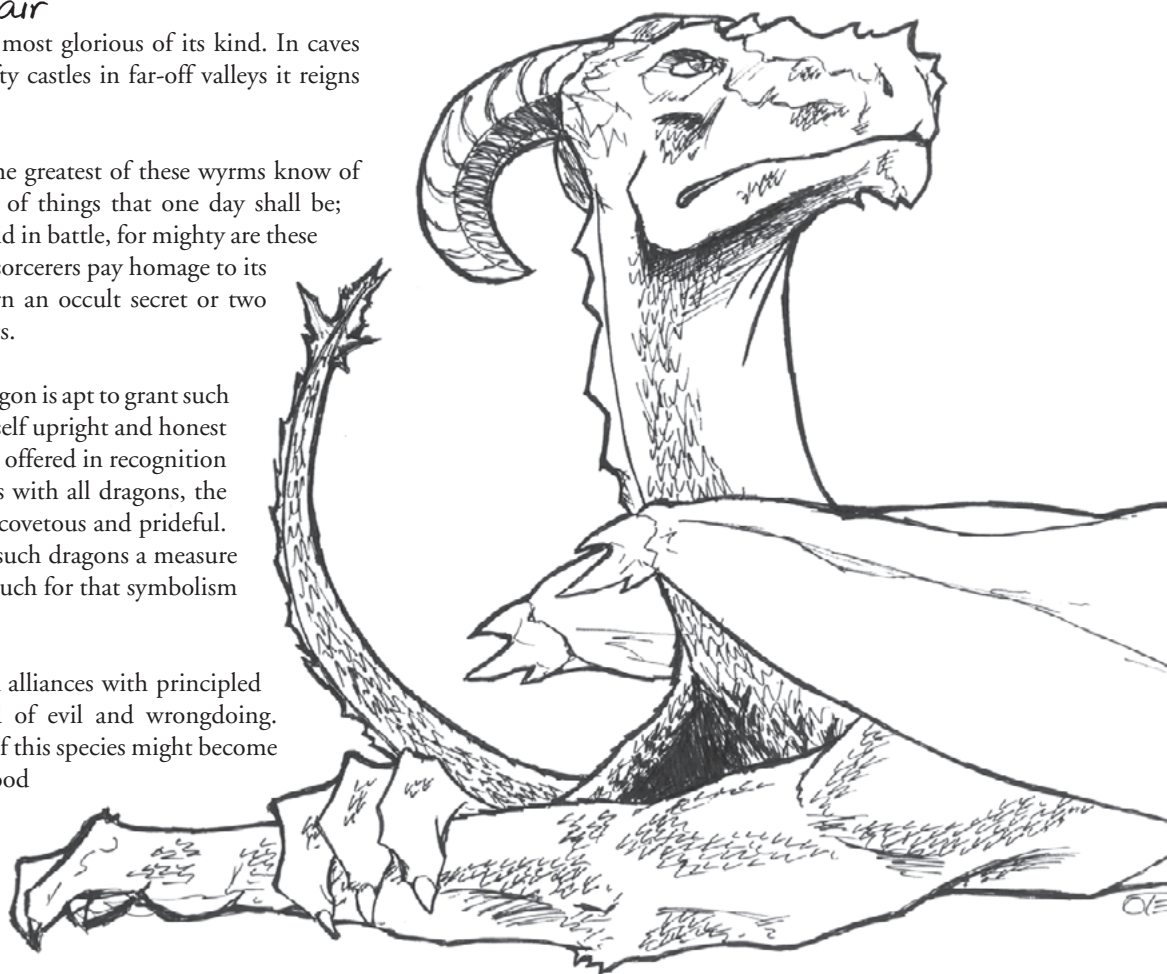 air
most glorious of its kind. In caves
fty castles in far-off valleys it reigns
he greatest of these wyrms know of
of things that one day shall be;
d in battle, for mighty are these
sorcerers pay homage to its
rn an occult secret or two
s.
gon is apt to grant such
self upright and honest
offered in recognition
s with all dragons, the
covetous and prideful.
such dragons a measure
uch for that symbolism
alliances with principled
l of evil and wrongdoing.
f this species might become
ood